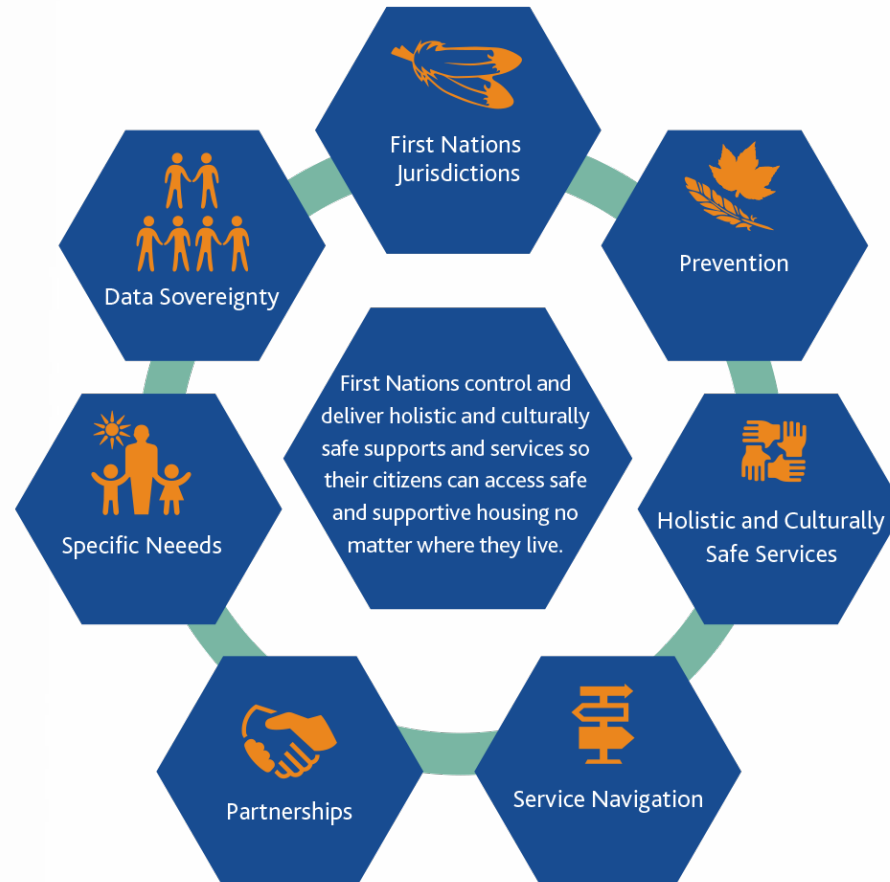 First Nations
Jurisdictions
Prevention
Holistic and Culturally
Safe Services
Service Navigation
Partnerships
Specific Neeeds
Data Sovereignty
First Nations control and
deliver holistic and culturally
safe supports and services so
their citizens can access safe
and supportive housing no
matter where they live.